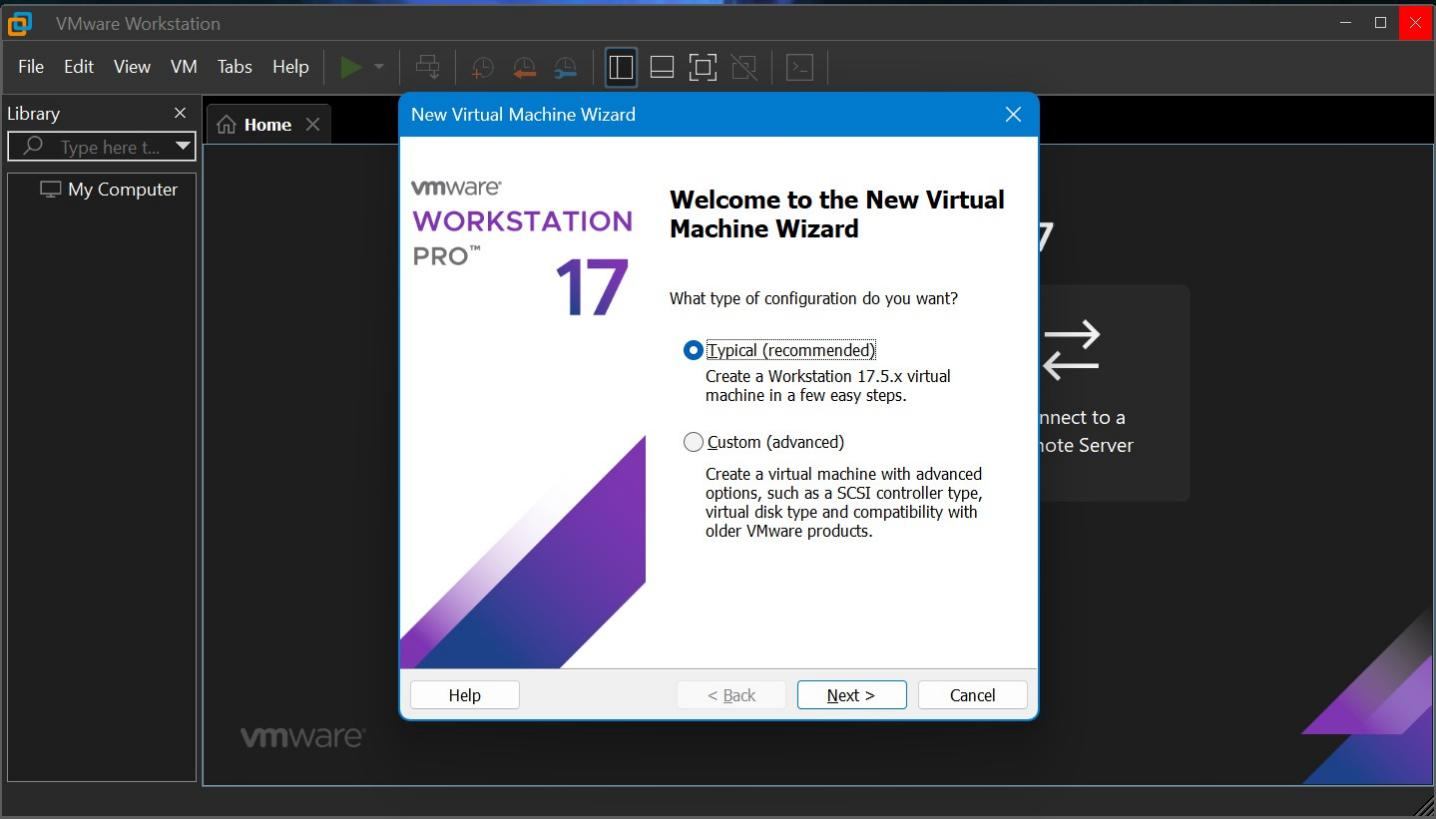 VMware Workstation
File Edit View VM Tabs Help
Library
Type here t...
My Computer
Home
New Virtual Machine Wizard
vmware®
WORKSTATION
PRO™
17
Welcome to the New Virtual
Machine Wizard
What type of configuration do you want?
Typical (recommended)
Create a Workstation 17.5.x virtual
machine in a few easy steps.
Custom (advanced)
Create a virtual machine with advanced
options, such as a SCSI controller type,
virtual disk type and compatibility with
older VMware products.
Help
< Back
Next >
Cancel
7
nnect to a
note Server
vmware®